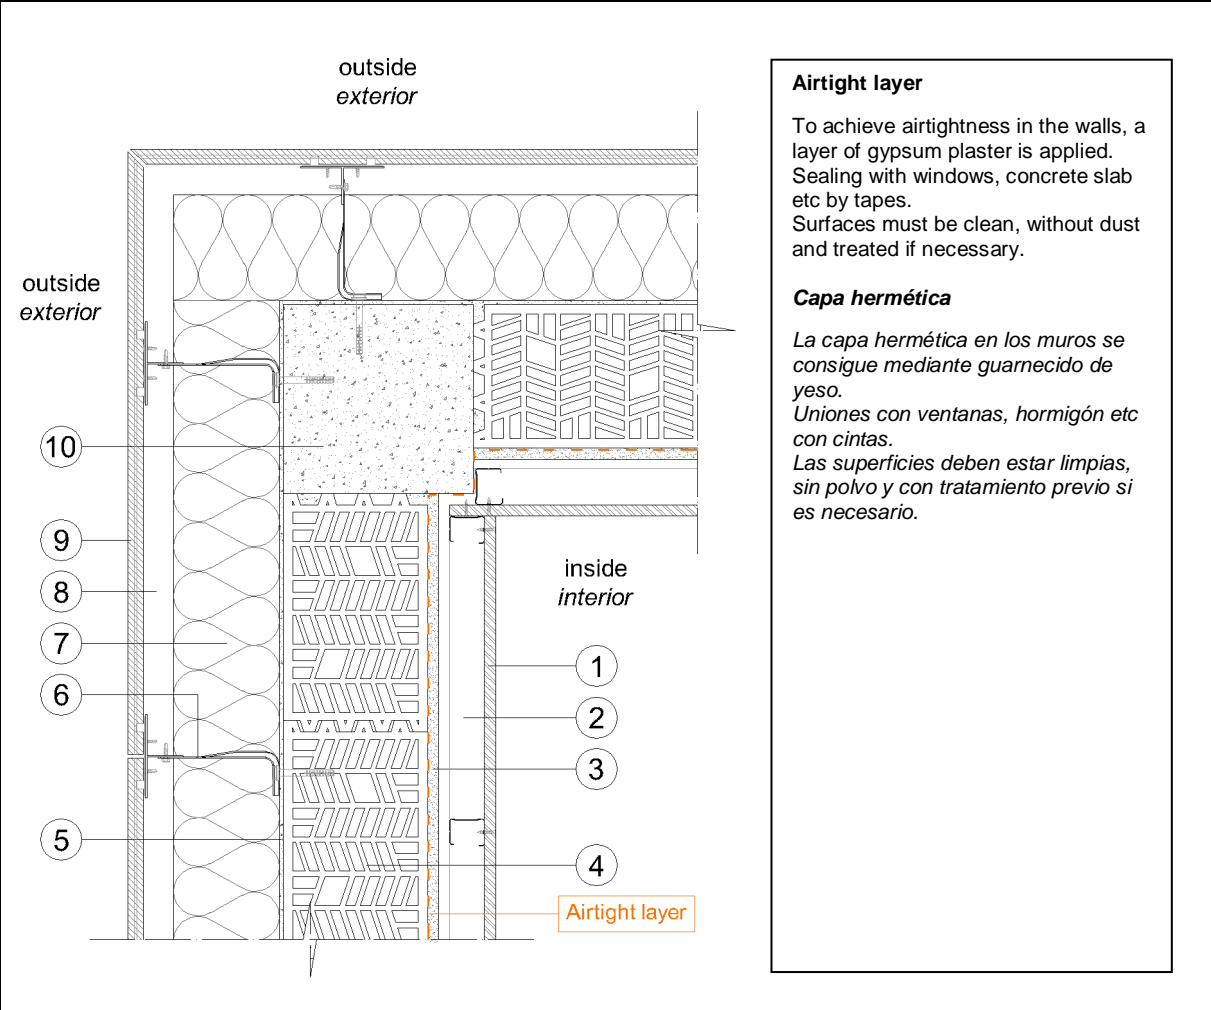 outside
exterior
outside
exterior
10
9
8
7
6
5
inside
interior
1
2
3
4
Airtight layer
Airtight layer
To achieve airtightness in the walls, a
layer of gypsum plaster is applied.
Sealing with windows, concrete slab
etc by tapes.
Surfaces must be clean, without dust
and treated if necessary.
Capa hermética
La capa hermética en los muros se
consigue mediante guarnecido de
yeso.
Uniones con ventanas, hormigón etc
con cintas.
Las superficies deben estar limpias,
sin polvo y con tratamiento previo si
es necesario.